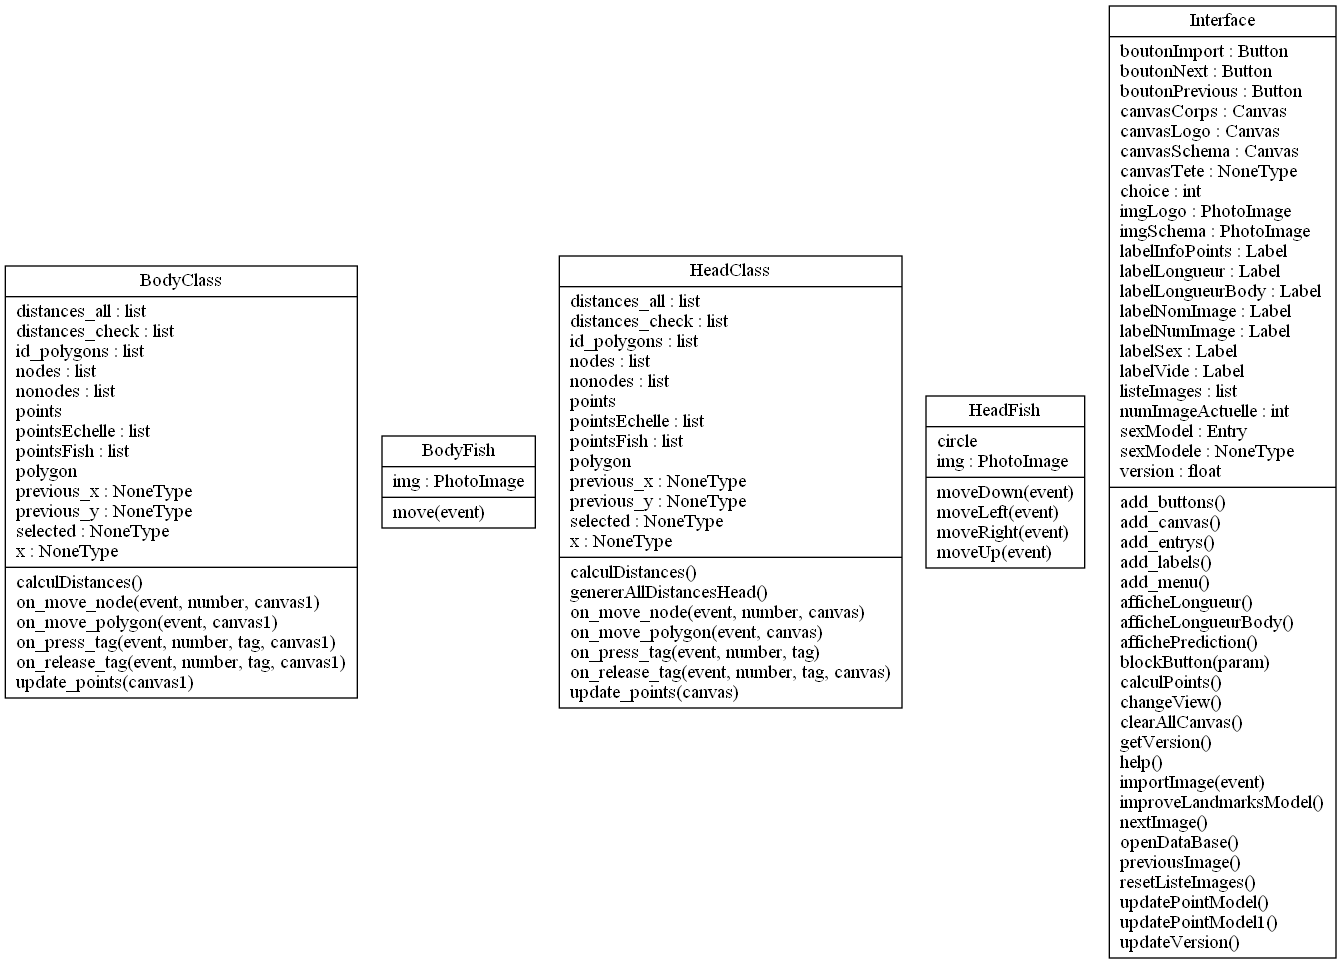 BodyClass
distances_all : list
distances_check : list
id_polygons : list
nodes : list
nonodes : list
points
pointsEchelle : list
pointsFish : list
polygon
previous_x : NoneType
previous_y : NoneType
selected : NoneType
x : NoneType
calculDistances()
on_move_node(event, number, canvas1)
on_move_polygon(event, canvas1)
on_press_tag(event, number, tag, canvas1)
on_release_tag(event, number, tag, canvas1)
update_points(canvas1)
BodyFish
img : PhotoImage
move(event)
HeadClass
distances_all : list
distances_check : list
id_polygons : list
nodes : list
nonodes : list
points
pointsEchelle : list
pointsFish : list
polygon
previous_x : NoneType
previous_y : NoneType
selected : NoneType
x : NoneType
calculDistances()
genererAllDistancesHead()
on_move_node(event, number, canvas)
on_move_polygon(event, canvas)
on_press_tag(event, number, tag)
on_release_tag(event, number, tag, canvas)
update_points(canvas)
HeadFish
circle
img : PhotoImage
moveDown(event)
moveLeft(event)
moveRight(event)
moveUp(event)
Interface
boutonImport : Button
boutonNext : Button
boutonPrevious : Button
canvasCorps : Canvas
canvasLogo : Canvas
canvasSchema : Canvas
canvasTete : NoneType
choice : int
imgLogo : PhotoImage
imgSchema : PhotoImage
labelInfoPoints : Label
labelLongueur : Label
labelLongueurBody : Label
labelNomImage : Label
labelNumImage : Label
labelSex : Label
labelVide : Label
listeImages : list
numImageActuelle : int
sexModel : Entry
sexModele : NoneType
version : float
add_buttons()
add_canvas()
add_entrys()
add_labels()
add_menu()
afficheLongueur()
afficheLongueurBody()
affichePrediction()
blockButton(param)
calculPoints()
changeView()
clearAllCanvas()
getVersion()
help()
importImage(event)
improveLandmarksModel()
nextImage()
openDataBase()
previousImage()
resetListeImages()
updatePointModel()
updatePointModel1()
updateVersion()